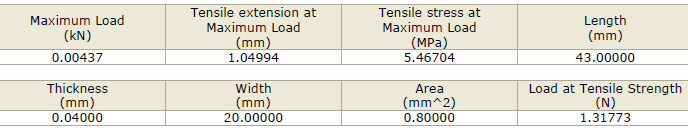 Maximum Load (kN) Tensile extension at Maximum Load (mm) Tensile stress at Maximum Load (MPa) Length (mm)
0.00437 1.04994 5.46704 43.00000
Thickness (mm) Width (mm) Area (mm^2) Load at Tensile Strength (N)
0.04000 20.00000 0.80000 1.31773